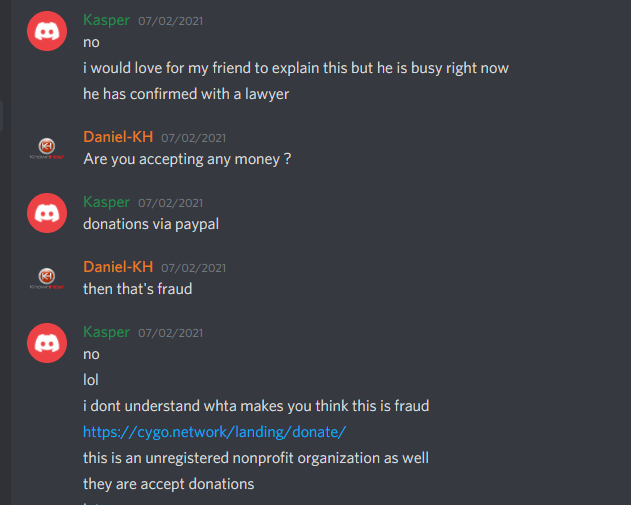 Kasper 07/02/2021
no
i would love for my friend to explain this but he is busy right now
he has confirmed with a lawyer
Daniel-KH 07/02/2021
Are you accepting any money ?
Kasper 07/02/2021
donations via paypal
Daniel-KH 07/02/2021
then that's fraud
Kasper 07/02/2021
no
lol
i dont understand whta makes you think this is fraud
https://cygo.network/landing/donate/
this is an unregistered nonprofit organization as well
they are accept donations